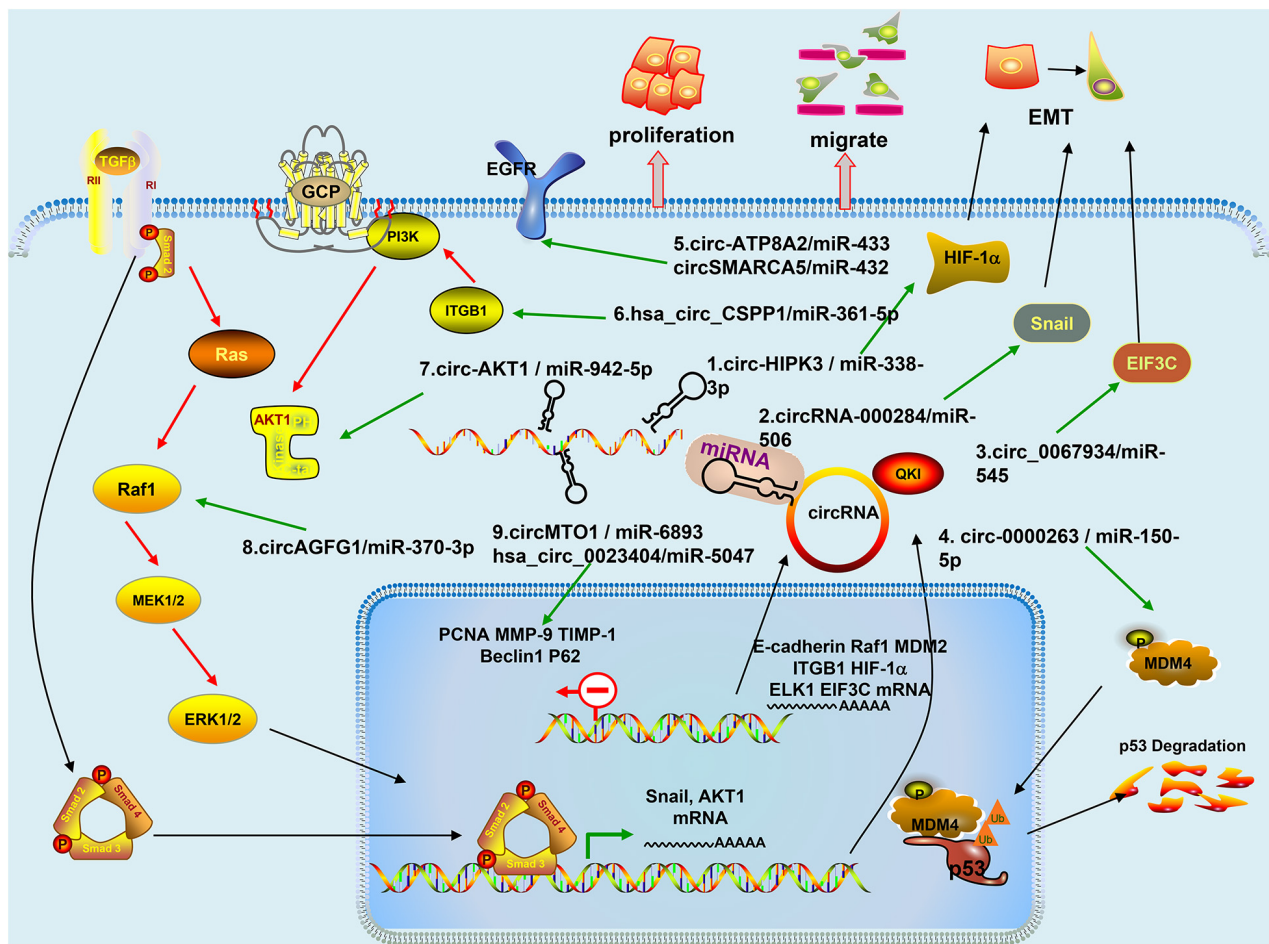 proliferation
migrate
EMT
TGFβ
RII
RI
GCP
EGFR
P
Smad 2
P
PI3K
5.circ-ATP8A2/miR-433
circSMARCA5/miR-432
HIF-1α
ITGB1
6.hsa_circ_CSPP1/miR-361-5p
Snail
Ras
7.circ-AKT1 / miR-942-5p
1.circ-HIPK3 / miR-338-
3p
EIF3C
AKT1
PH
2.circRNA-000284/miR-
506
miRNA
3.circ_0067934/miR-
545
QKI
Raf1
circRNA
8.circAGFG1/miR-370-3p
9.circMTO1 / miR-6893
hsa_circ_0023404/miR-5047
4. circ-0000263 / miR-150-
5p
MEK1/2
PCNA MMP-9 TIMP-1
Beclin1 P62
E-cadherin Raf1 MDM2
ITGB1 HIF-1α
ELK1 EIF3C mRNA
AAAAA
P
MDM4
ERK1/2
p53 Degradation
P
Smad 2
Smad 4
P
Smad 3
P
Smad 2
Smad 4
P
Smad 3
Snail, AKT1
mRNA
AAAAA
P
MDM4
Ub
Ub
p53